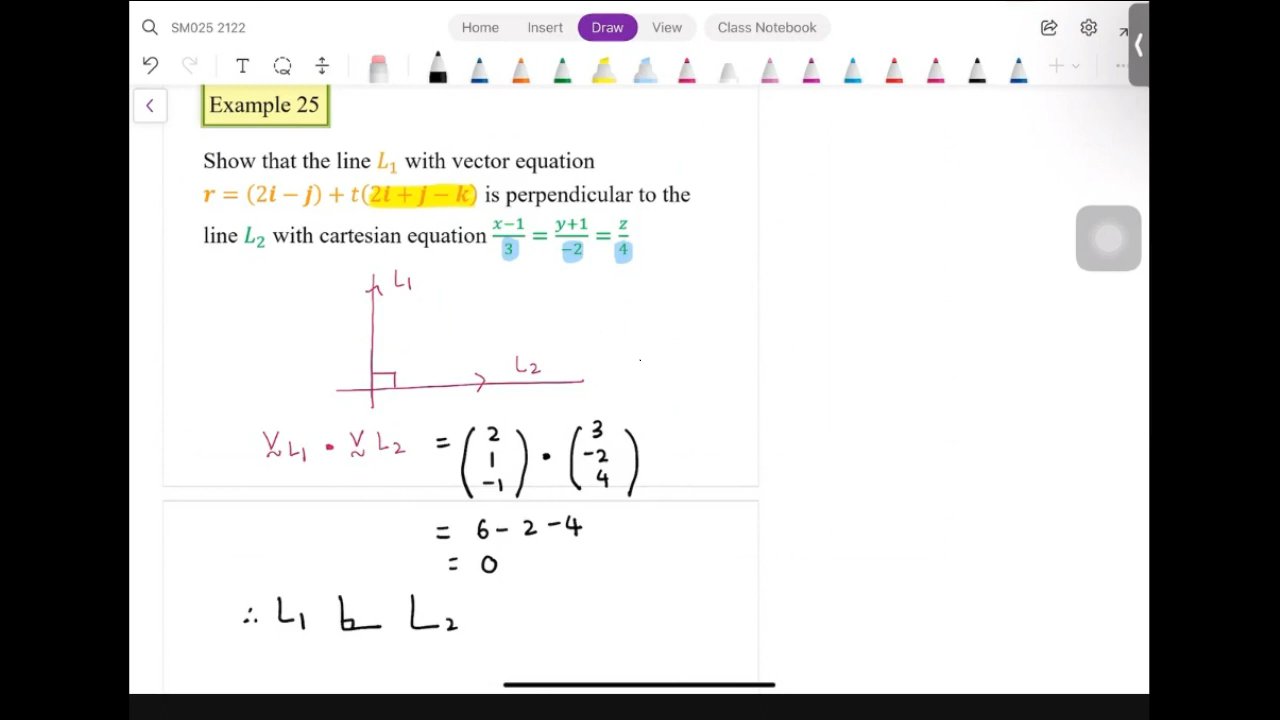 SM025 2122
Home Insert Draw View Class Notebook
T
Example 25
Show that the line L₁ with vector equation
r = (2i − j) + t(2i + j − k) is perpendicular to the
line L₂ with cartesian equation x−1/3 = y+1/−2 = z/4
L₁
L₂
v L₁ • v L₂ = (2 1 −1) • (3 −2 4)
= 6 − 2 − 4
= 0
∴ L₁ ⊥ L₂